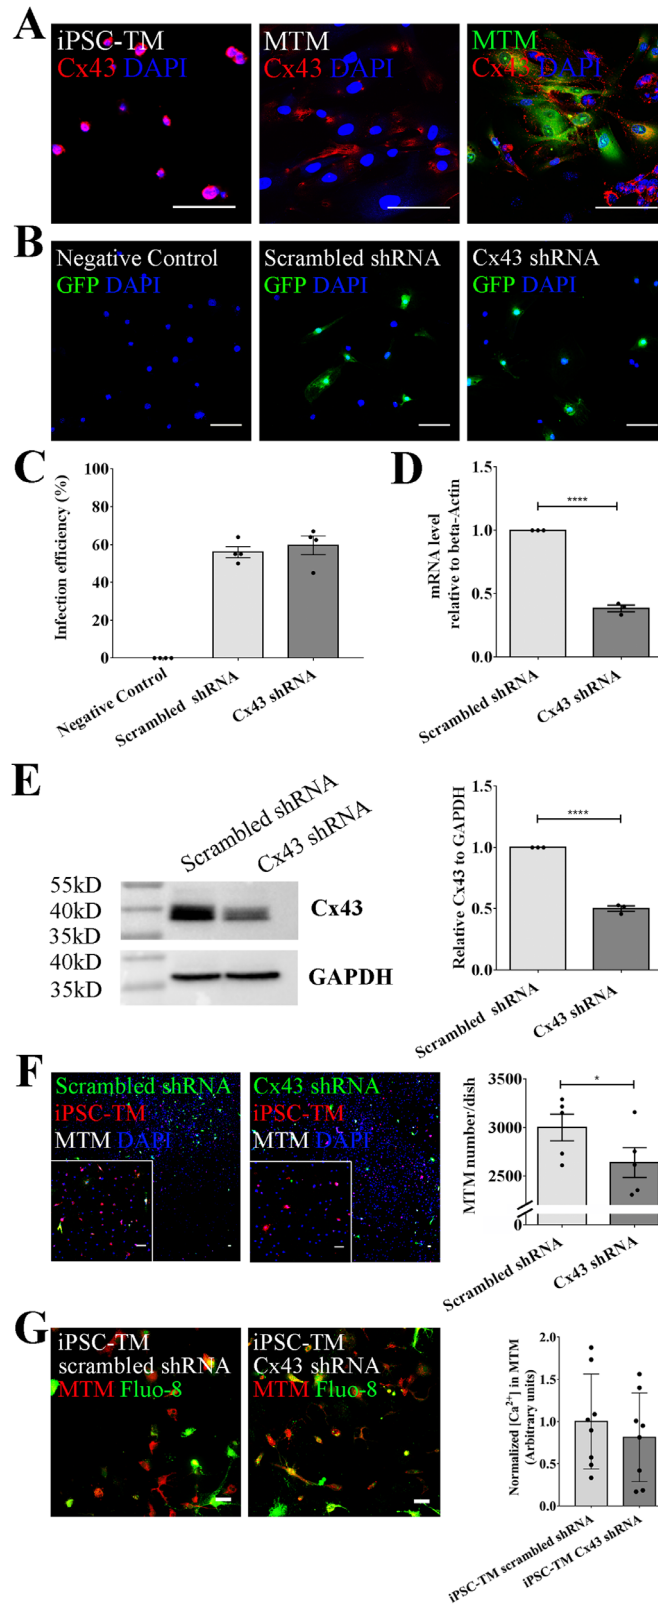 A
iPSC-TM
Cx43 DAPI
MTM
Cx43 DAPI
MTM
Cx43 DAPI
B
Negative Control
GFP DAPI
Scrambled shRNA
GFP DAPI
Cx43 shRNA
GFP DAPI
C
Infection efficiency (%)
100
80
60
40
20
0
Negative Control
Scrambled shRNA
Cx43 shRNA
D
mRNA level
relative to beta-Actin
1.5
1.0
0.5
0.0
****
Scrambled shRNA
Cx43 shRNA
E
Scrambled shRNA
Cx43 shRNA
55kD
40kD
35kD
Cx43
40kD
35kD
GAPDH
Relative Cx43 to GAPDH
1.5
1.0
0.5
0.0
****
Scrambled shRNA
Cx43 shRNA
F
Scrambled shRNA
iPSC-TM
MTM DAPI
Cx43 shRNA
iPSC-TM
MTM DAPI
MTM number/dish
3500
3000
2500
0
*
Scrambled shRNA
Cx43 shRNA
G
iPSC-TM
scrambled shRNA
MTM Fluo-8
iPSC-TM
Cx43 shRNA
MTM Fluo-8
Normalized [Ca²⁺] in MTM
(Arbitrary units)
2.0
1.5
1.0
0.5
0.0
iPSC-TM scrambled shRNA
iPSC-TM Cx43 shRNA